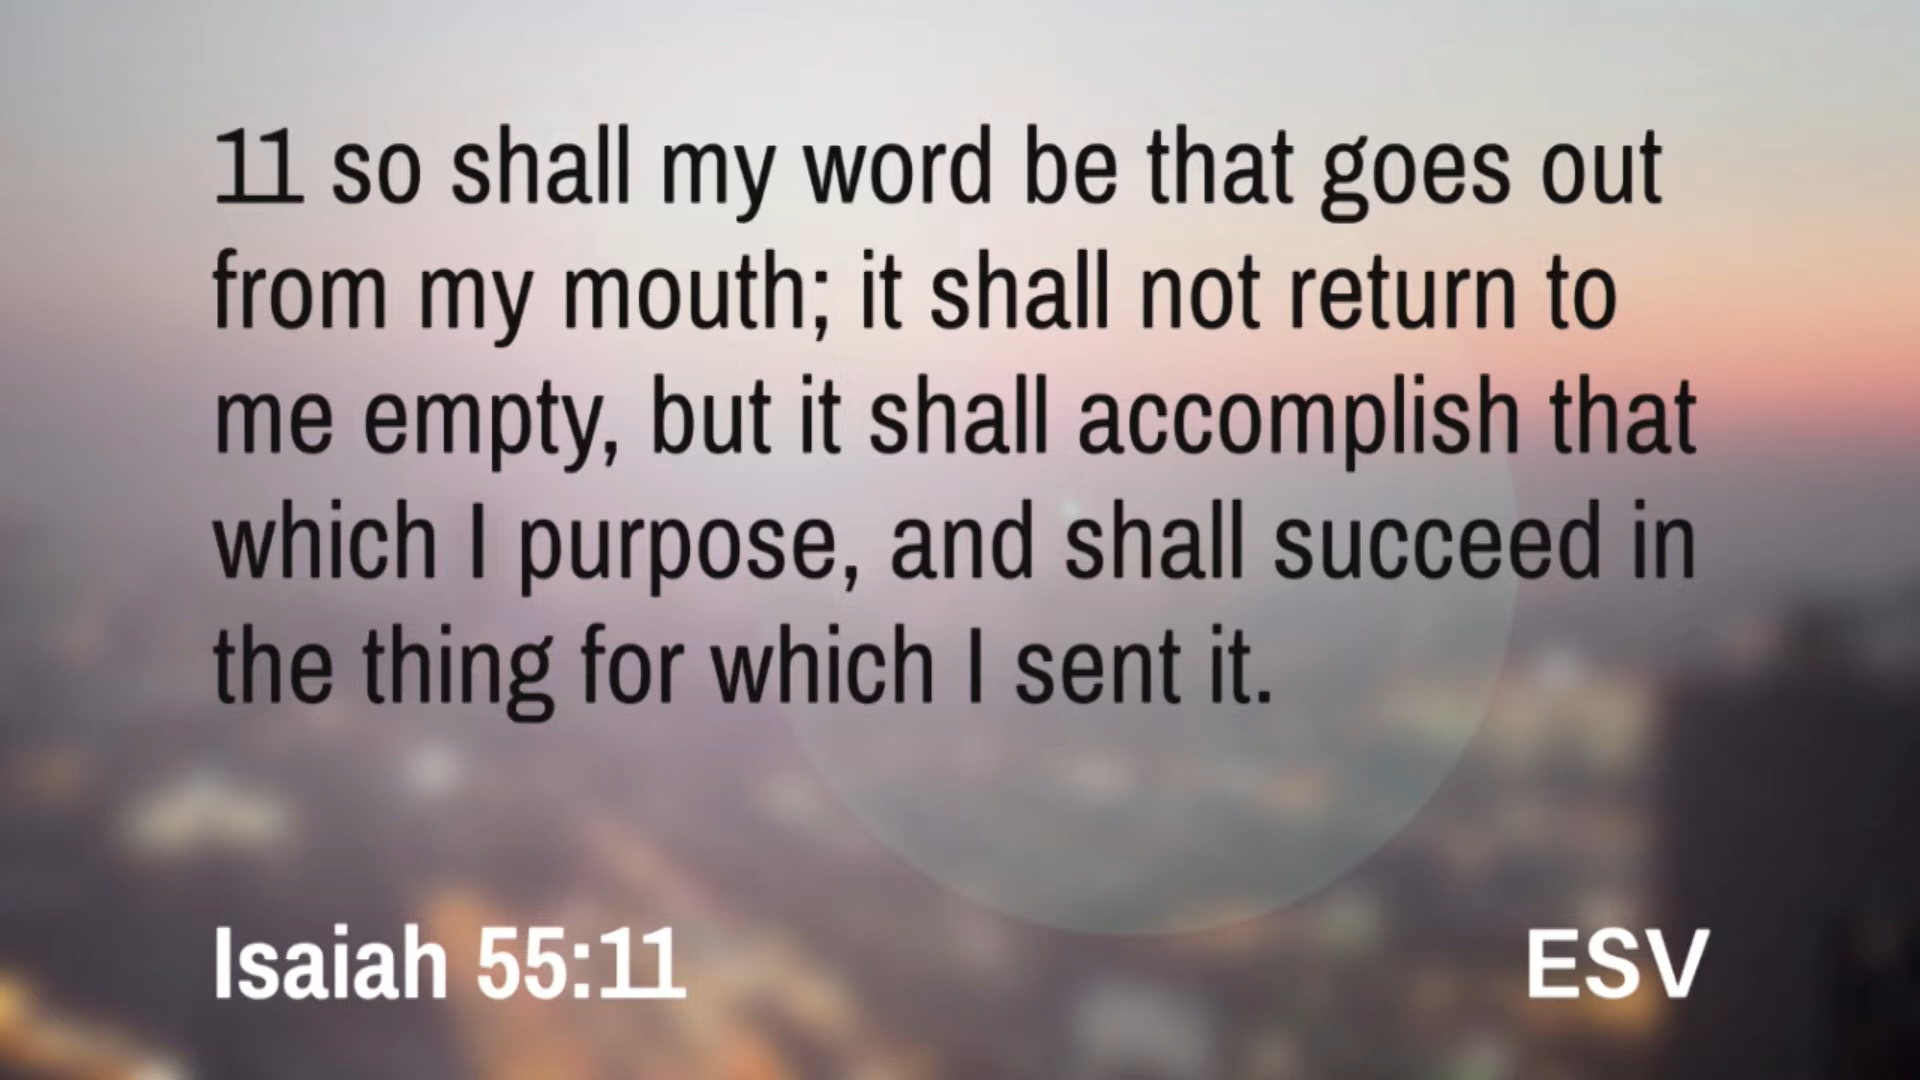 11 so shall my word be that goes out
from my mouth; it shall not return to
me empty, but it shall accomplish that
which I purpose, and shall succeed in
the thing for which I sent it.
Isaiah 55:11
ESV